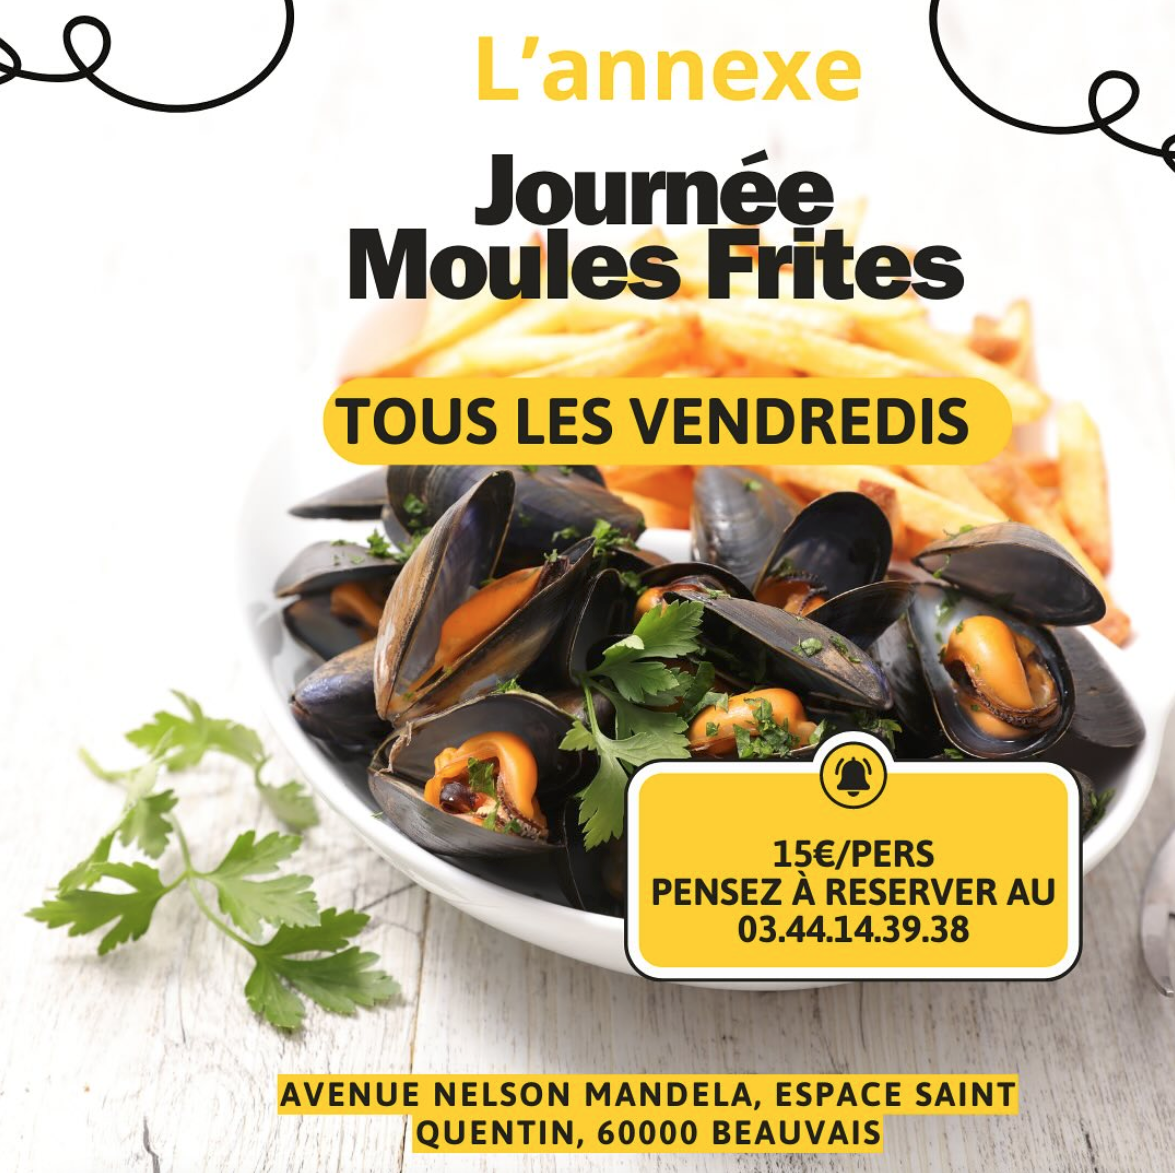 L’annexe
Journée
Moules Frites
TOUS LES VENDREDIS
15€/PERS
PENSEZ À RESERVER AU
03.44.14.39.38
AVENUE NELSON MANDELA, ESPACE SAINT
QUENTIN, 60000 BEAUVAIS